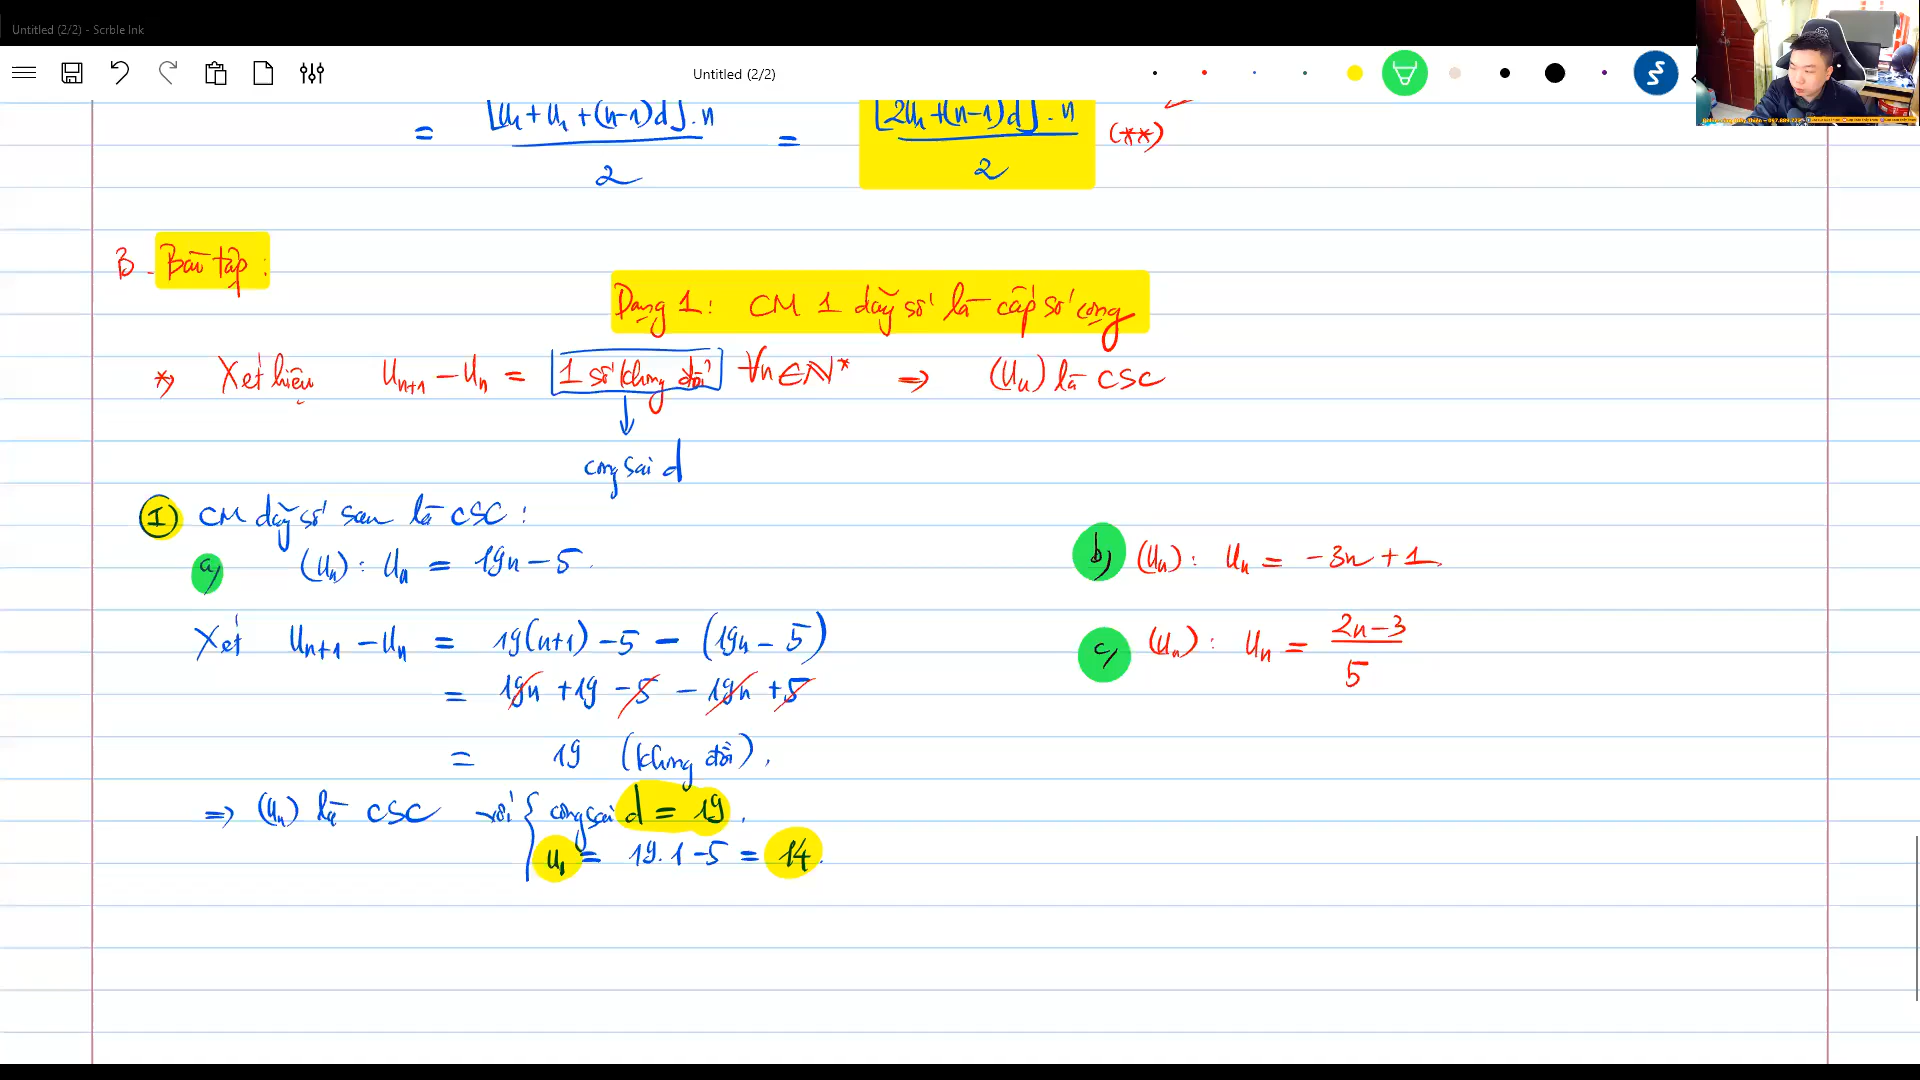 Untitled (2/2) - Scrble Ink
Untitled (2/2)
= [u₁ + u₁ + (n-1)d] . n / 2 = [2u₁ + (n-1)d] . n / 2 (**)
B. Bài tập :
Dạng 1 : CM 1 dãy số là cấp số cộng
* Xét hiệu Uₙ₊₁ - Uₙ = 1 số không đổi ∀n ∈ N* ⇒ (Uₙ) là CSC
↓
công sai d
I) CM dãy số sau là CSC :
a) (Uₙ) : Uₙ = 19n - 5.
Xét Uₙ₊₁ - Uₙ = 19(n+1) - 5 - (19n - 5)
= 19n + 19 - 5 - 19n + 5
= 19 (không đổi).
⇒ (Uₙ) là CSC với { công sai d = 19.
u₁ = 19.1 - 5 = 14.
b) (Uₙ) : Uₙ = -3n + 1.
c) (Uₙ) : Uₙ = 2n - 3 / 5